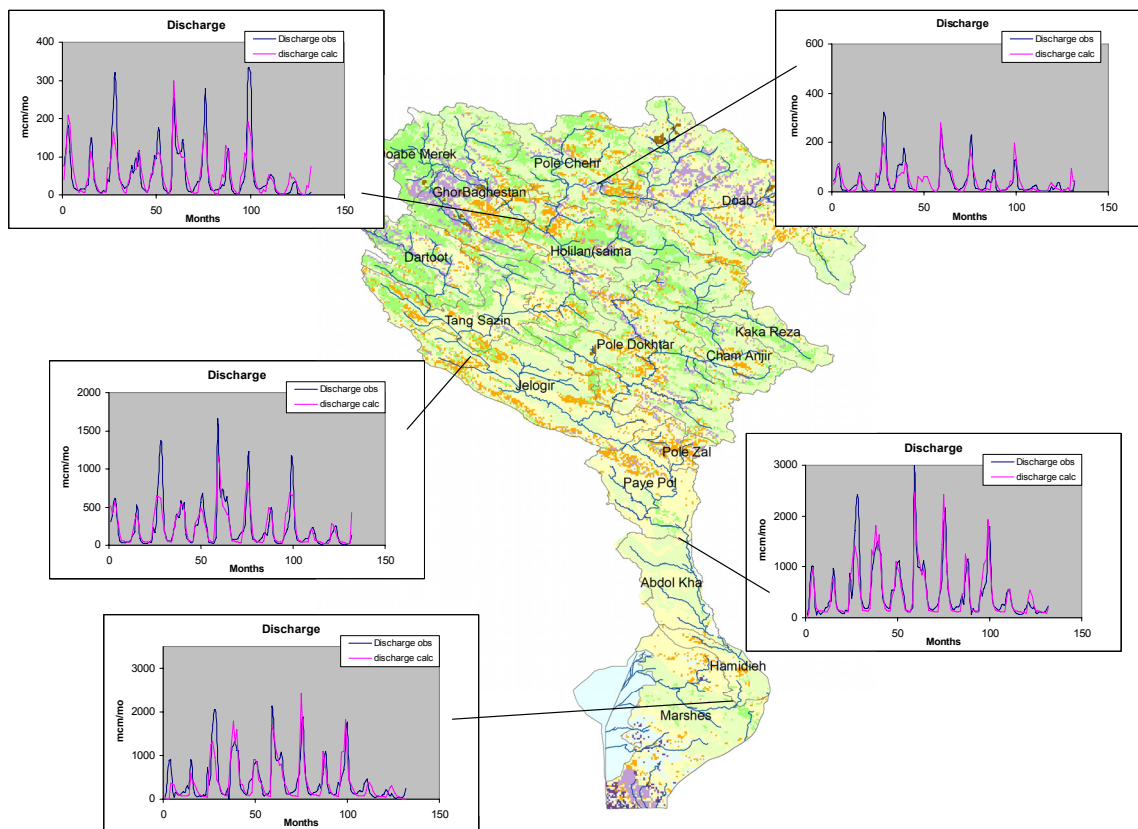 Discharge
Discharge obs
discharge calc
400
300
200
100
0
mcm/mo
0
50
100
150
Months
Discharge obs
discharge calc
600
400
200
0
mcm/mo
0
50
100
150
Months
oabe Merek
Pole Chehr
GhorBaghestan
Doab
Holilan(saima
Dartoot
Tang Sazin
Kaka Reza
Pole Dokhtar
Cham Anjir
Jelogir
Pole Zal
Paye Pol
Abdol Kha
Hamidieh
Marshes
Discharge
Discharge obs
discharge calc
2000
1500
1000
500
0
mcm/mo
0
50
100
150
Months
Discharge
Discharge obs
discharge calc
3000
2000
1000
0
mcm/mo
0
50
100
150
Months
Discharge
Discharge obs
discharge calc
3000
2000
1000
0
mcm/mo
0
50
100
150
Months